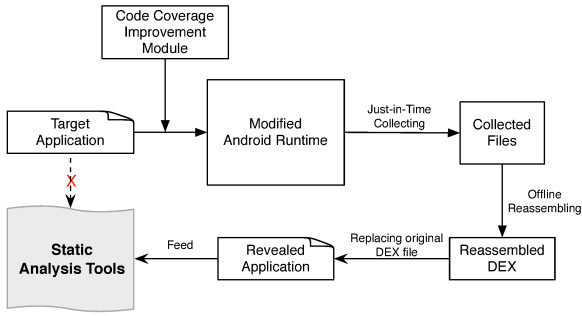 Code Coverage
Improvement
Module
Target
Application
Modified
Android Runtime
Just-in-Time
Collecting
Collected
Files
X
Offline
Reassembling
Static
Analysis Tools
Feed
Revealed
Application
Replacing original
DEX file
Reassembled
DEX